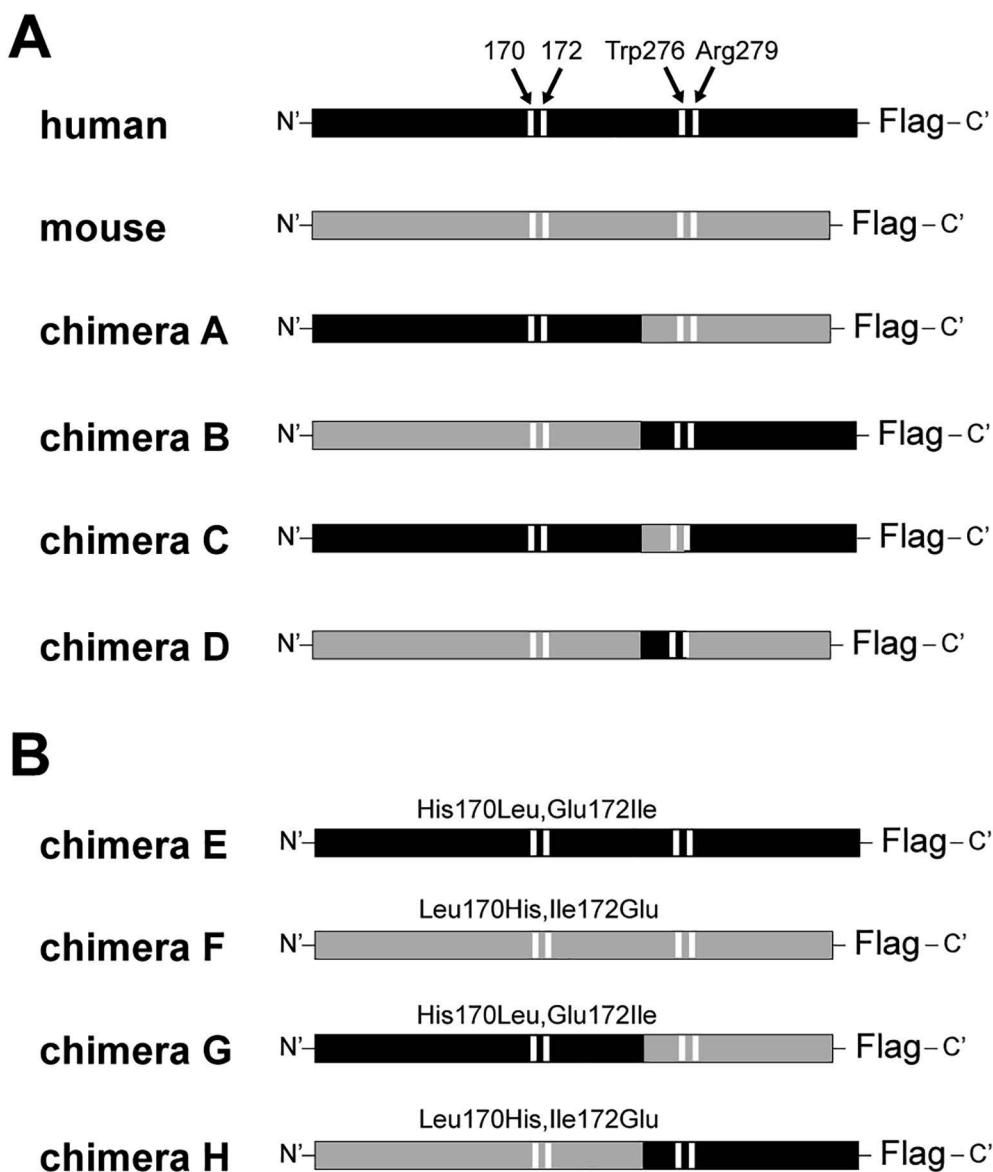 A
170 172 Trp276 Arg279
human N' Flag – C'
mouse N' Flag – C'
chimera A N' Flag – C'
chimera B N' Flag – C'
chimera C N' Flag – C'
chimera D N' Flag – C'
B
His170Leu,Glu172Ile
chimera E N' Flag – C'
Leu170His,Ile172Glu
chimera F N' Flag – C'
His170Leu,Glu172Ile
chimera G N' Flag – C'
Leu170His,Ile172Glu
chimera H N' Flag – C'